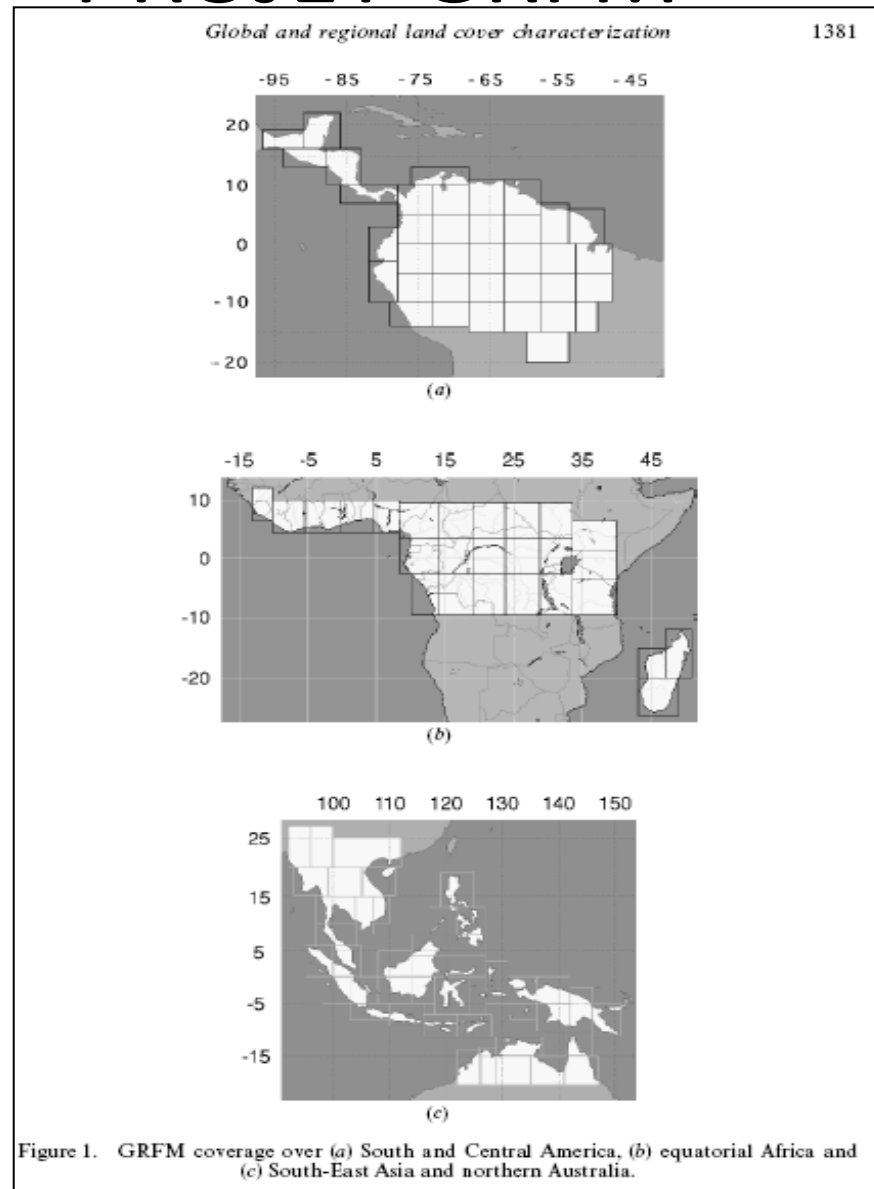 Global and regional land cover characterization 1381
-95 -85 -75 -65 -55 -45
20
10
0
-10
-20
(a)
-15 -5 5 15 25 35 45
10
0
-10
-20
(b)
100 110 120 130 140 150
25
15
5
-5
-15
(c)
Figure 1. GRFM coverage over (a) South and Central America, (b) equatorial Africa and
(c) South-East Asia and northern Australia.